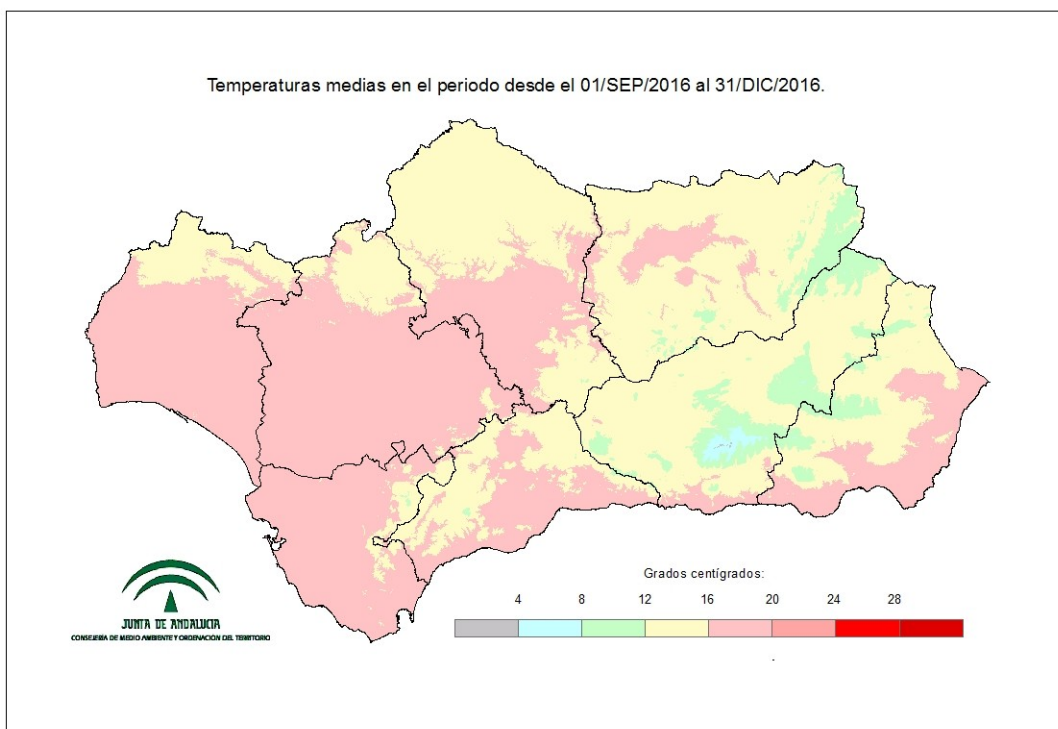 Temperaturas medias en el periodo desde el 01/SEP/2016 al 31/DIC/2016.
Grados centígrados:
4 8 12 16 20 24 28
JUNTA DE ANDALUCIA
CONSEJERÍA DE MEDIO AMBIENTE Y ORDENACIÓN DEL TERRITORIO